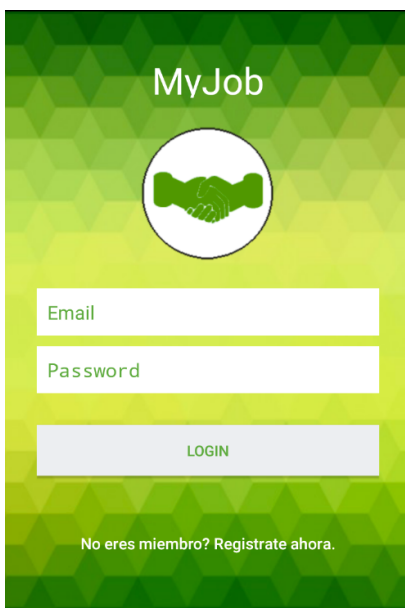 MyJob
Email
Password
LOGIN
No eres miembro? Registrate ahora.